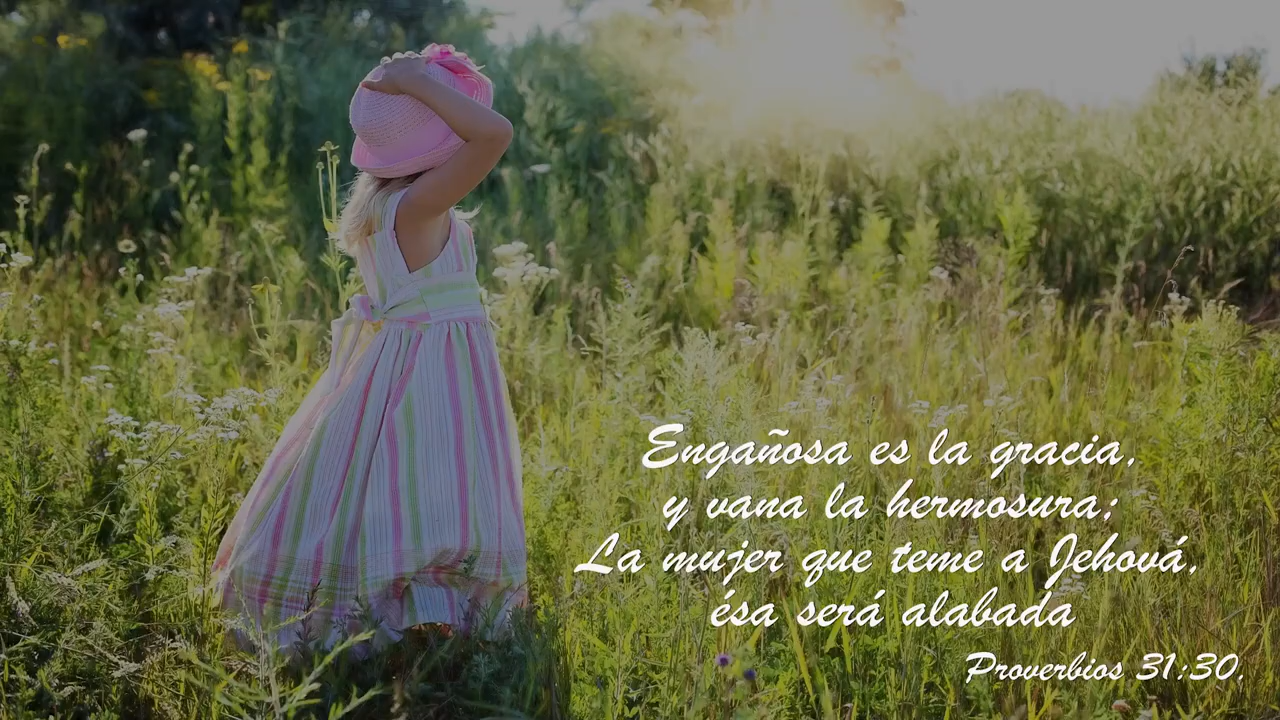 Engañosa es la gracia,
y vana la hermosura;
La mujer que teme a Jehová,
ésa será alabada
Proverbios 31:30.